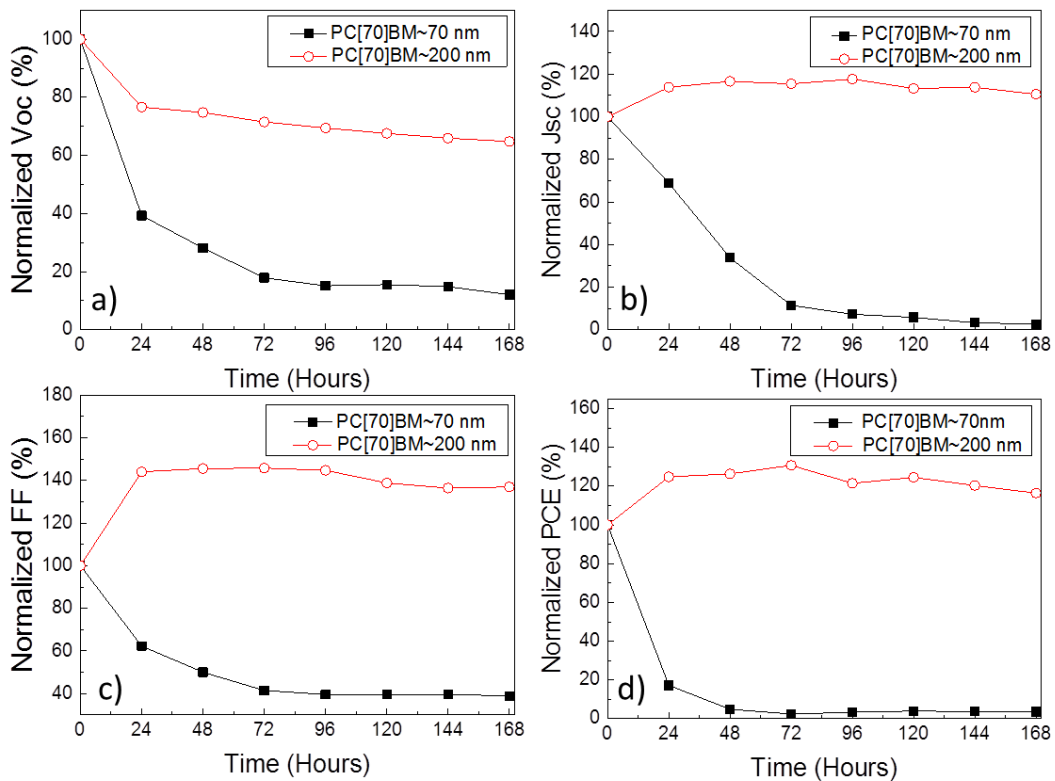 PC[70]BM~70 nm
PC[70]BM~200 nm
Normalized Voc (%)
100
80
60
40
20
0
a)
0 24 48 72 96 120 144 168
Time (Hours)
PC[70]BM~70 nm
PC[70]BM~200 nm
Normalized Jsc (%)
140
120
100
80
60
40
20
0
b)
0 24 48 72 96 120 144 168
Time (Hours)
PC[70]BM~70 nm
PC[70]BM~200 nm
Normalized FF (%)
180
160
140
120
100
80
60
40
c)
0 24 48 72 96 120 144 168
Time (Hours)
PC[70]BM~70nm
PC[70]BM~200 nm
Normalized PCE (%)
160
140
120
100
80
60
40
20
0
d)
0 24 48 72 96 120 144 168
Time (Hours)